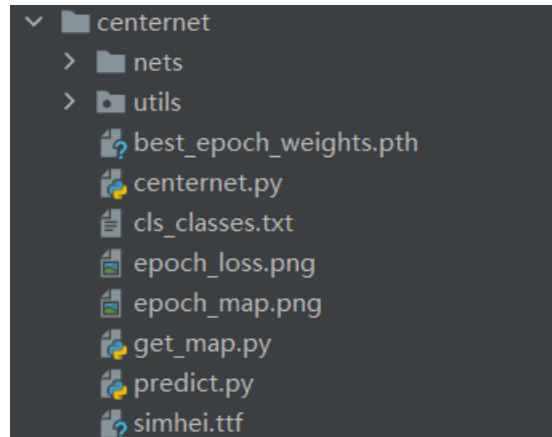 centernet
nets
utils
best_epoch_weights.pth
centernet.py
cls_classes.txt
epoch_loss.png
epoch_map.png
get_map.py
predict.py
simhei.ttf